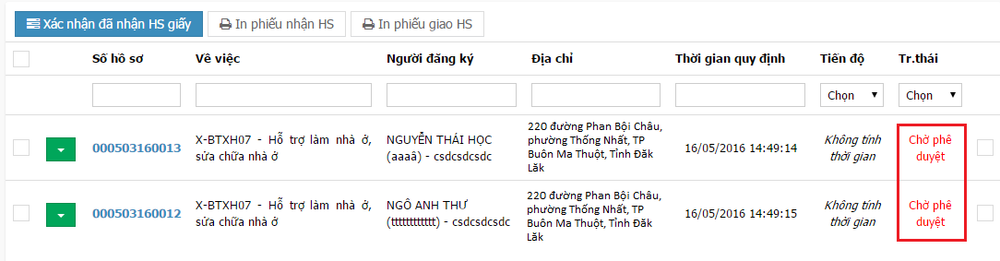 Xác nhận đã nhận HS giấy In phiếu nhận HS In phiếu giao HS
Số hồ sơ Về việc Người đăng ký Địa chỉ Thời gian quy định Tiến độ Tr.thái
Chọn Chọn
000503160013
X-BTXH07 - Hỗ trợ làm nhà ở,
sửa chữa nhà ở
NGUYỄN THÁI HỌC
(aaaâ) - csdcsdcsdc
220 đường Phan Bội Châu,
phường Thống Nhất, TP
Buôn Ma Thuột, Tỉnh Đăk
Lăk
16/05/2016 14:49:14
Không tính
thời gian
Chờ phê
duyệt
000503160012
X-BTXH07 - Hỗ trợ làm nhà ở,
sửa chữa nhà ở
NGÔ ANH THƯ
(tttttttttttt) - csdcsdcsdc
220 đường Phan Bội Châu,
phường Thống Nhất, TP
Buôn Ma Thuột, Tỉnh Đăk
Lăk
16/05/2016 14:49:15
Không tính
thời gian
Chờ phê
duyệt